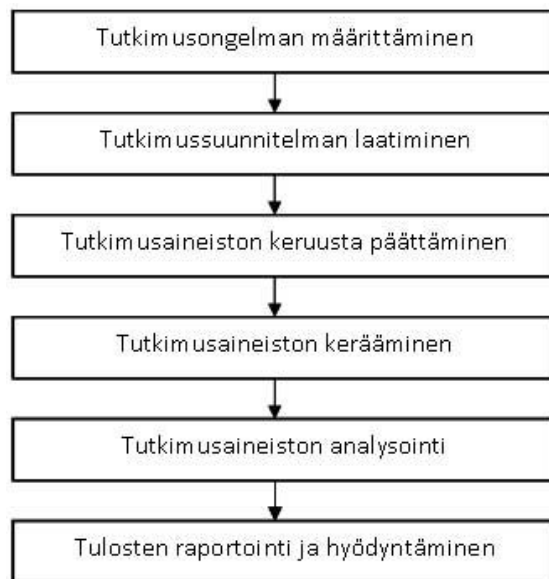 Tutkimusongelman määrittäminen
Tutkimussuunnitelman laatiminen
Tutkimusaineiston keruusta päättäminen
Tutkimusaineiston kerääminen
Tutkimusaineiston analysointi
Tulosten raportointi ja hyödyntäminen